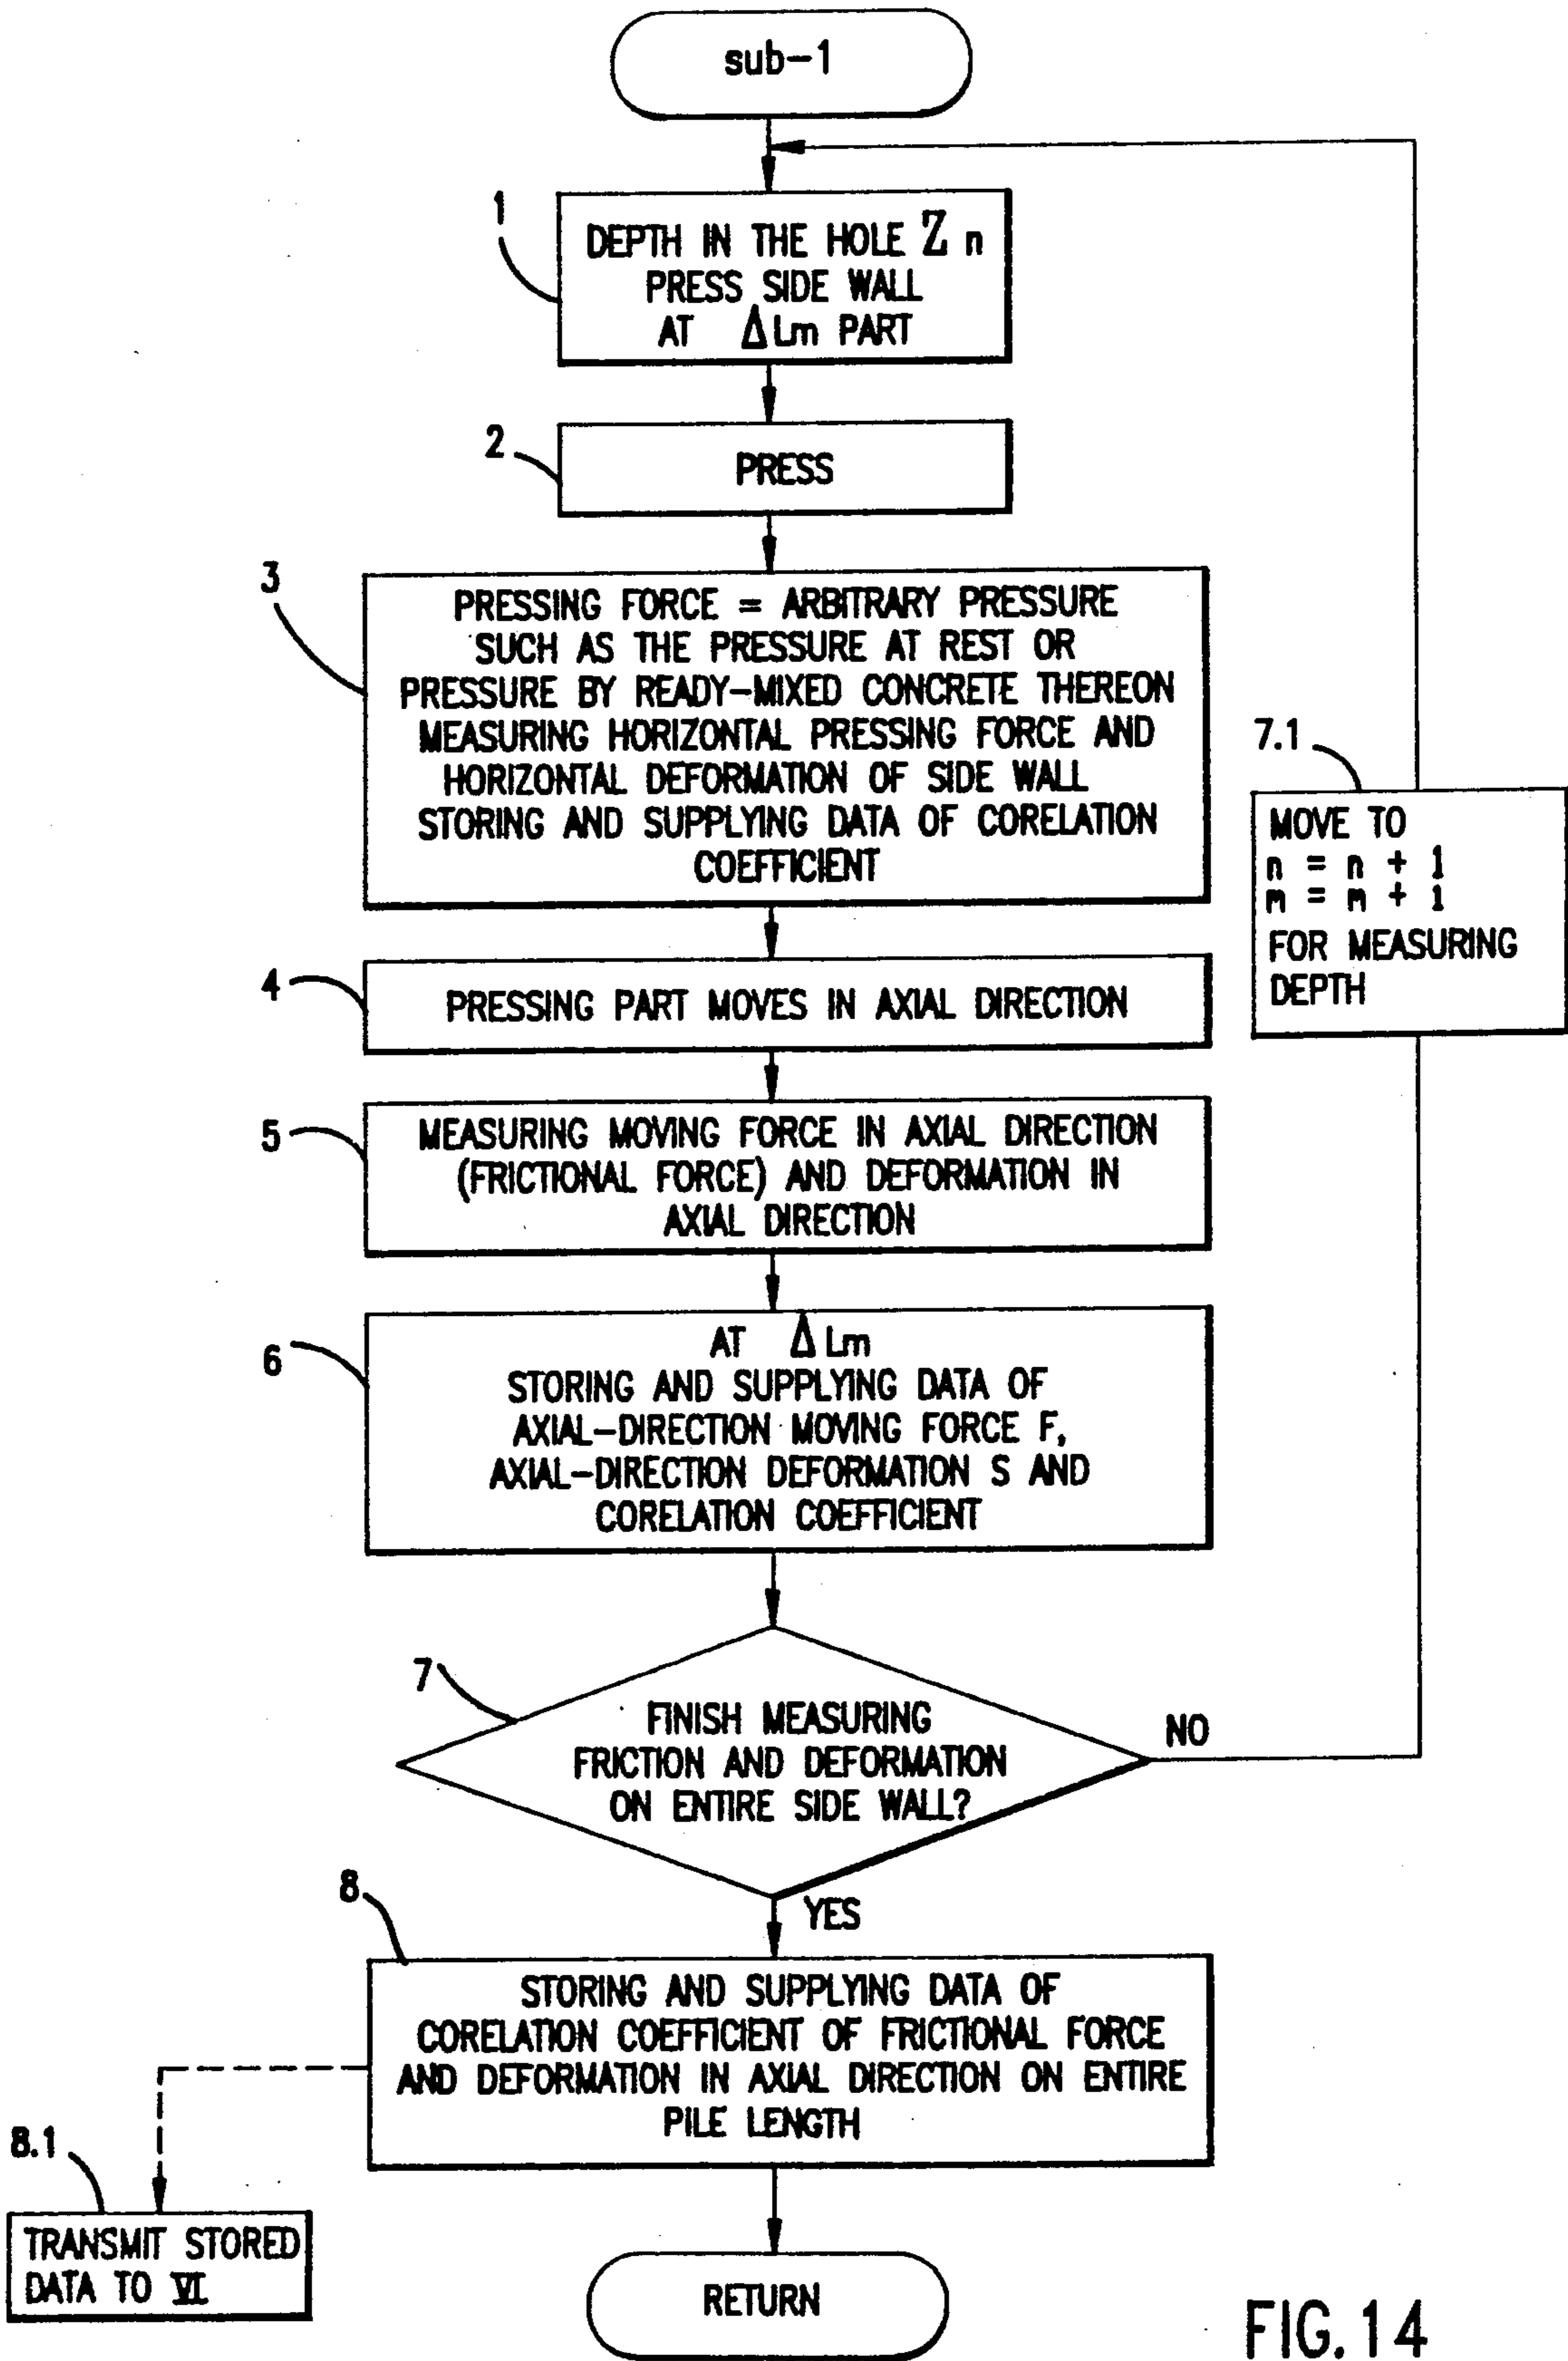 sub-1
1
DEPTH IN THE HOLE Z n
PRESS SIDE WALL
AT ΔLm PART
2
PRESS
3
PRESSING FORCE = ARBITRARY PRESSURE
SUCH AS THE PRESSURE AT REST OR
PRESSURE BY READY-MIXED CONCRETE THEREON
MEASURING HORIZONTAL PRESSING FORCE AND
HORIZONTAL DEFORMATION OF SIDE WALL
STORING AND SUPPLYING DATA OF CORELATION
COEFFICIENT
4
PRESSING PART MOVES IN AXIAL DIRECTION
5
MEASURING MOVING FORCE IN AXIAL DIRECTION
(FRICTIONAL FORCE) AND DEFORMATION IN
AXIAL DIRECTION
6
AT ΔLm
STORING AND SUPPLYING DATA OF
AXIAL-DIRECTION MOVING FORCE F,
AXIAL-DIRECTION DEFORMATION S AND
CORELATION COEFFICIENT
7
FINISH MEASURING
FRICTION AND DEFORMATION
ON ENTIRE SIDE WALL?
NO
7.1
MOVE TO
n = n + 1
m = m + 1
FOR MEASURING
DEPTH
YES
8
STORING AND SUPPLYING DATA OF
CORELATION COEFFICIENT OF FRICTIONAL FORCE
AND DEFORMATION IN AXIAL DIRECTION ON ENTIRE
PILE LENGTH
8.1
TRANSMIT STORED
DATA TO VI
RETURN
FIG. 14